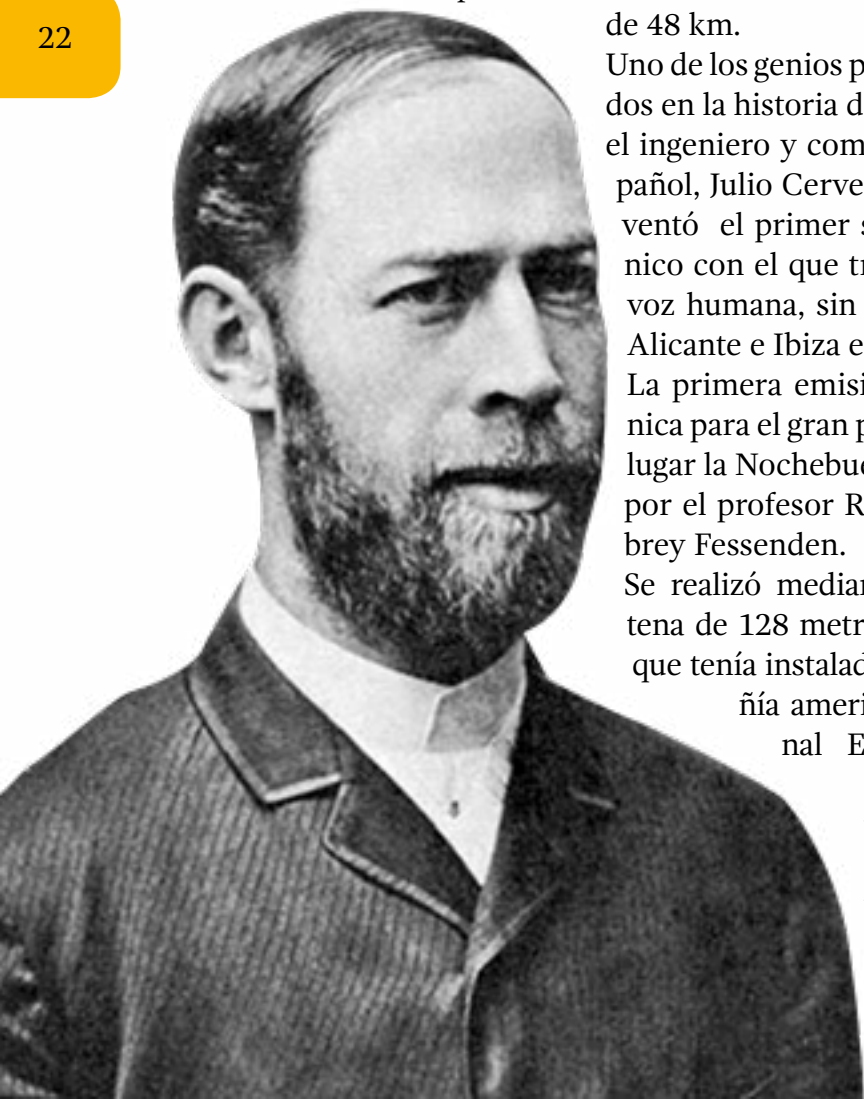 22
de 48 km.
Uno de los genios p
dos en la historia d
el ingeniero y com
pañol, Julio Cerve
ventó el primer s
nico con el que tr
voz humana, sin
Alicante e Ibiza e
La primera emisi
nica para el gran p
lugar la Nochebue
por el profesor R
brey Fessenden.
Se realizó median
tena de 128 metr
que tenía instalad
ñía ameri
nal E